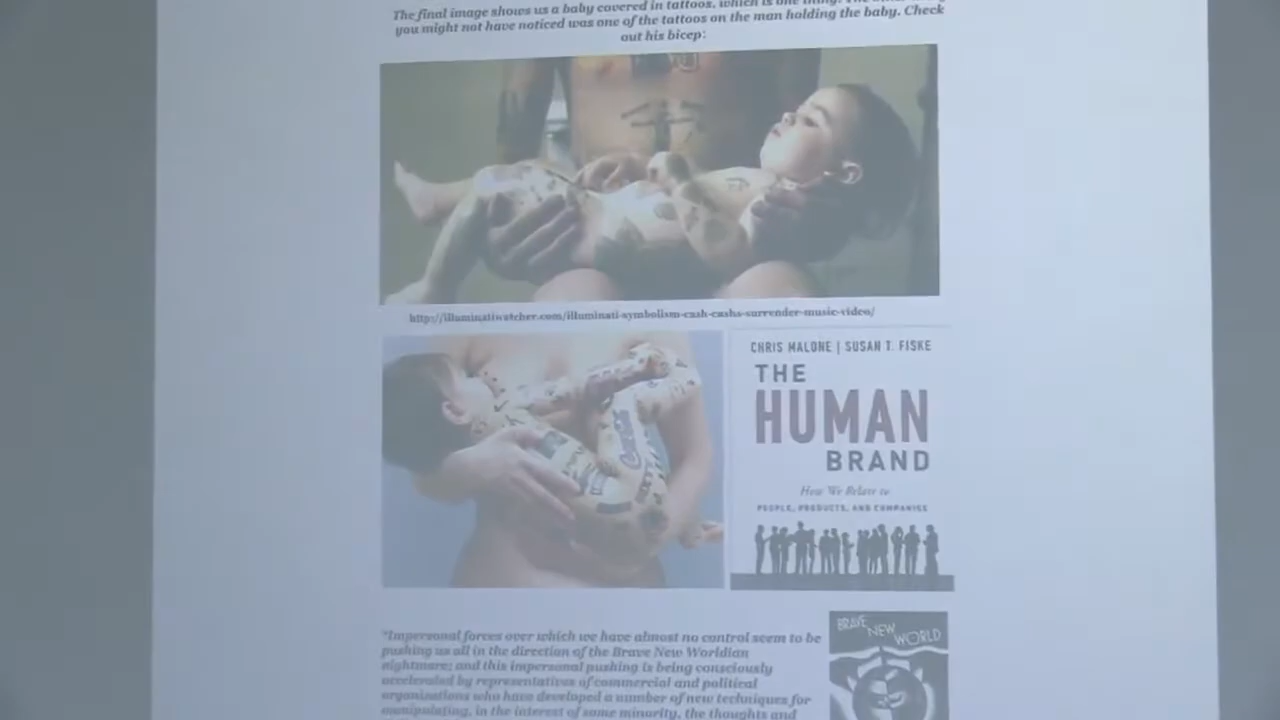 The final image shows us a baby covered in tattoos, which is one thing. The
you might not have noticed was one of the tattoos on the man holding the baby. Check
out his bicep:
http://illuminatiwatcher.com/illuminati-symbolism-cash-cashs-surrender-music-video/
CHRIS MALONE | SUSAN T. FISKE
THE
HUMAN
BRAND
How We Relate to
PEOPLE, PRODUCTS, AND COMPANIES
BRAVE NEW WORLD
"Impersonal forces over which we have almost no control seem to be
pushing us all in the direction of the Brave New Worldian
nightmare; and this impersonal pushing is being consciously
accelerated by representatives of commercial and political
organizations who have developed a number of new techniques for
manipulating, in the interest of some minority, the thoughts and